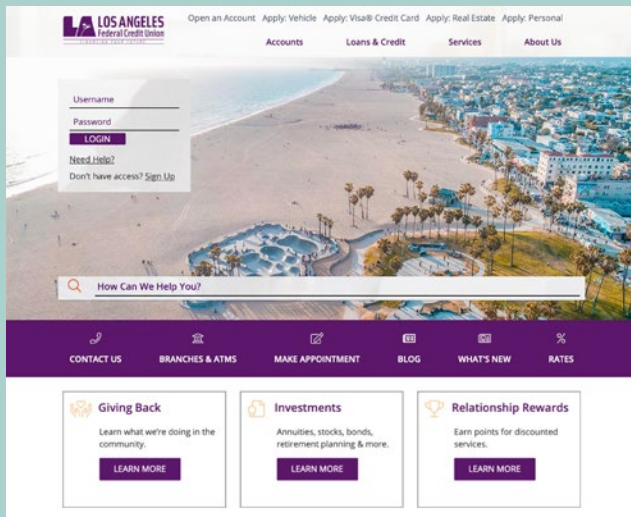 LA LOS ANGELES
Federal Credit Union
Open an Account Apply: Vehicle Apply: Visa® Credit Card Apply: Real Estate Apply: Personal
Accounts Loans & Credit Services About Us
Username
Password
LOGIN
Need Help?
Don't have access? Sign Up
How Can We Help You?
CONTACT US BRANCHES & ATMS MAKE APPOINTMENT BLOG WHAT'S NEW RATES
Giving Back
Learn what we're doing in the
community.
LEARN MORE
Investments
Annuities, stocks, bonds,
retirement planning & more.
LEARN MORE
Relationship Rewards
Earn points for discounted
services.
LEARN MORE